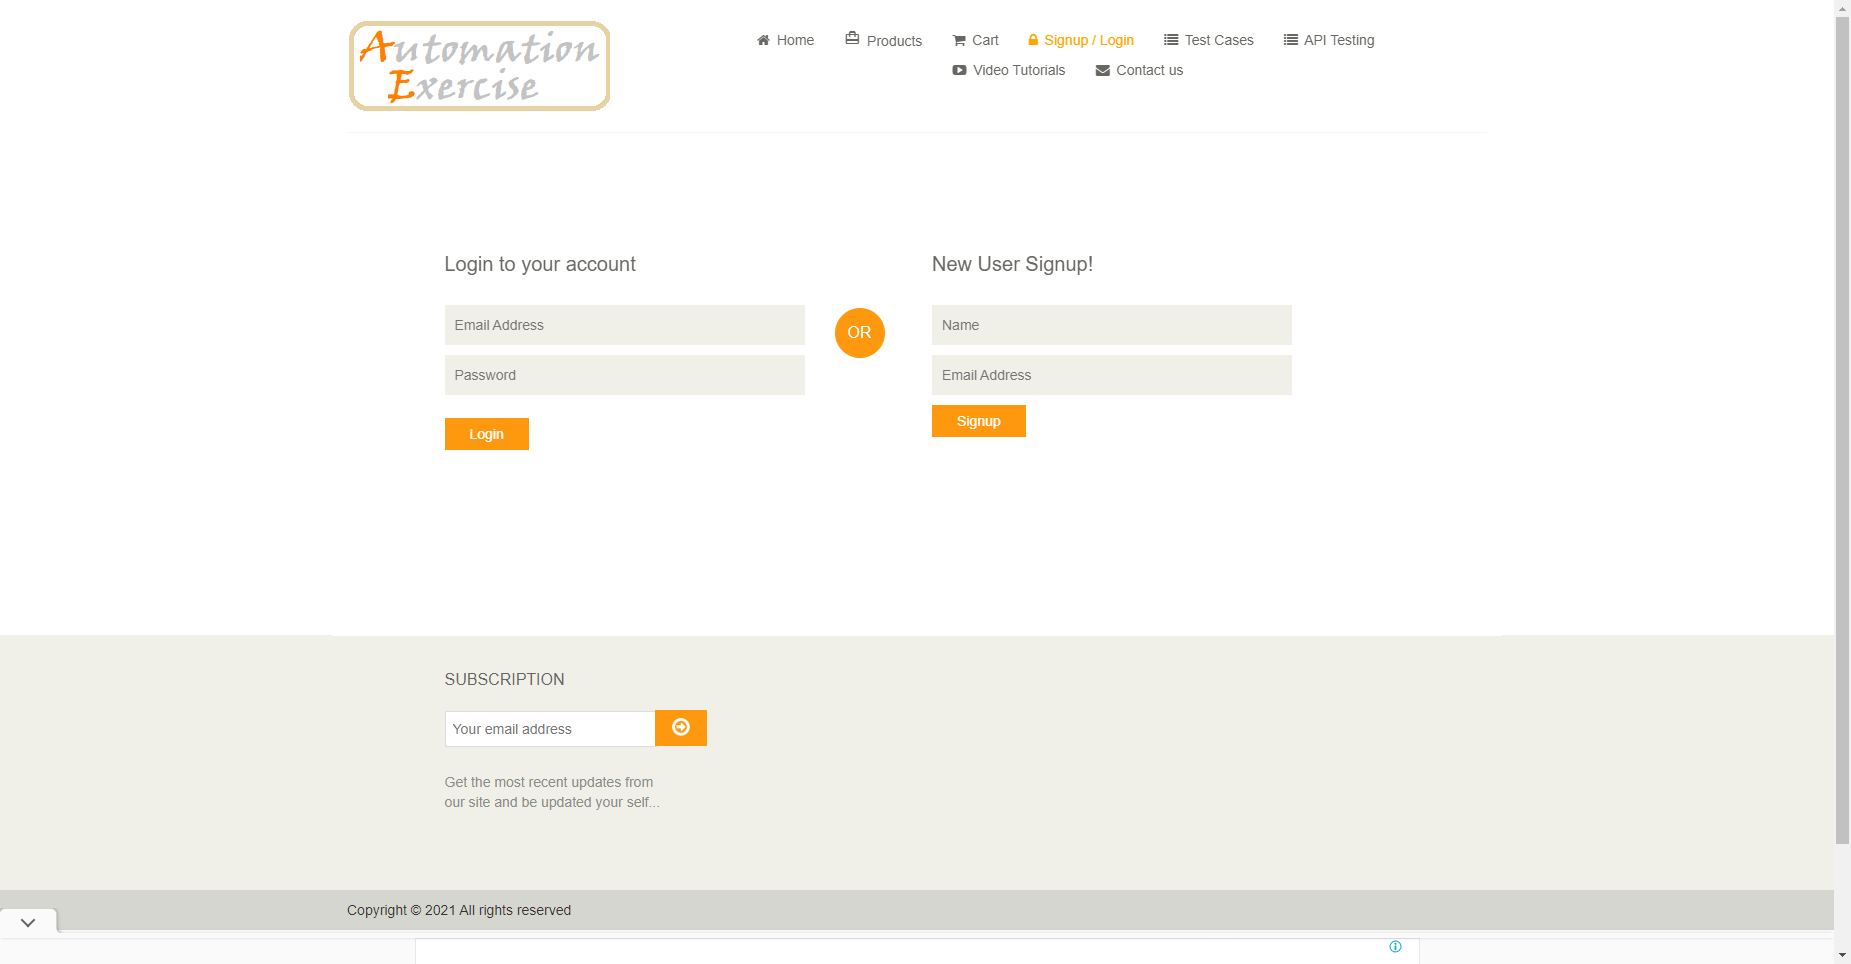 Automation
Exercise
Home
Products
Cart
Signup / Login
Test Cases
API Testing
Video Tutorials
Contact us
Login to your account
Email Address
Password
Login
OR
New User Signup!
Name
Email Address
Signup
SUBSCRIPTION
Your email address
Get the most recent updates from
our site and be updated your self...
Copyright © 2021 All rights reserved